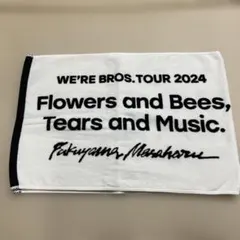 WE'RE BROS. TOUR 2024
Flowers and Bees,
Tears and Music.
Fukuyama Masaharu